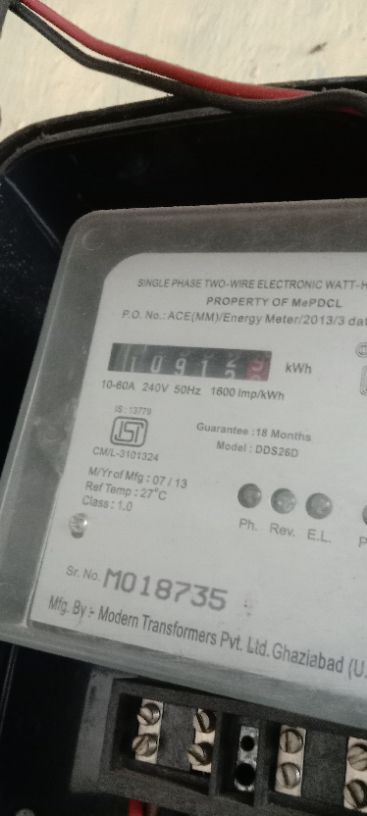 SINGLE PHASE TWO-WIRE ELECTRONIC WATT-H
PROPERTY OF MePDCL
P.O. No.: ACE(MM)/Energy Meter/2013/3 dat
kWh
10-60A 240V 50Hz 1600 Imp/kWh
IS : 13779
ISI
CM/L-3101324
Guarantee :18 Months
Model : DDS26D
M/Yr of Mfg : 07 / 13
Ref Temp : 27°C
Class : 1.0
Ph. Rev. E.L.
Sr. No. M018735
Mfg. By :- Modern Transformers Pvt. Ltd. Ghaziabad (U.